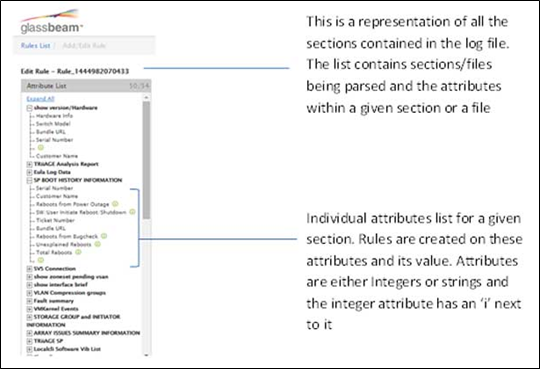 glassbeam
Rules List / Add/Edit Rule
Edit Rule – Rule_1444982070433
Attribute List 50/54
Expand All
show version/Hardware
Hardware Info
Switch Model
Bundle URL
Serial Number
Customer Name
TRiAGE Analysis Report
Esfa Log Data
SP BOOT HISTORY INFORMATION
Serial Number
Customer Name
Reboots from Power Outage
SW: User Initiate Reboot Shutdown
Ticket Number
Bundle URL
Reboots from Bugcheck
Unexplained Reboots
Total Reboots
SVS Connection
show zoneset pending vsan
show interface brief
VLAN Compression groups
Fault summary
VMKernel Events
STORAGE GROUP and INITIATOR
INFORMATION
ARRAY ISSUES SUMMARY INFORMATION
TRiAGE SP
Localcli Software Vib List
This is a representation of all the
sections contained in the log file.
The list contains sections/files
being parsed and the attributes
within a given section or a file
Individual attributes list for a given
section. Rules are created on these
attributes and its value. Attributes
are either Integers or strings and
the integer attribute has an ‘i’ next
to it